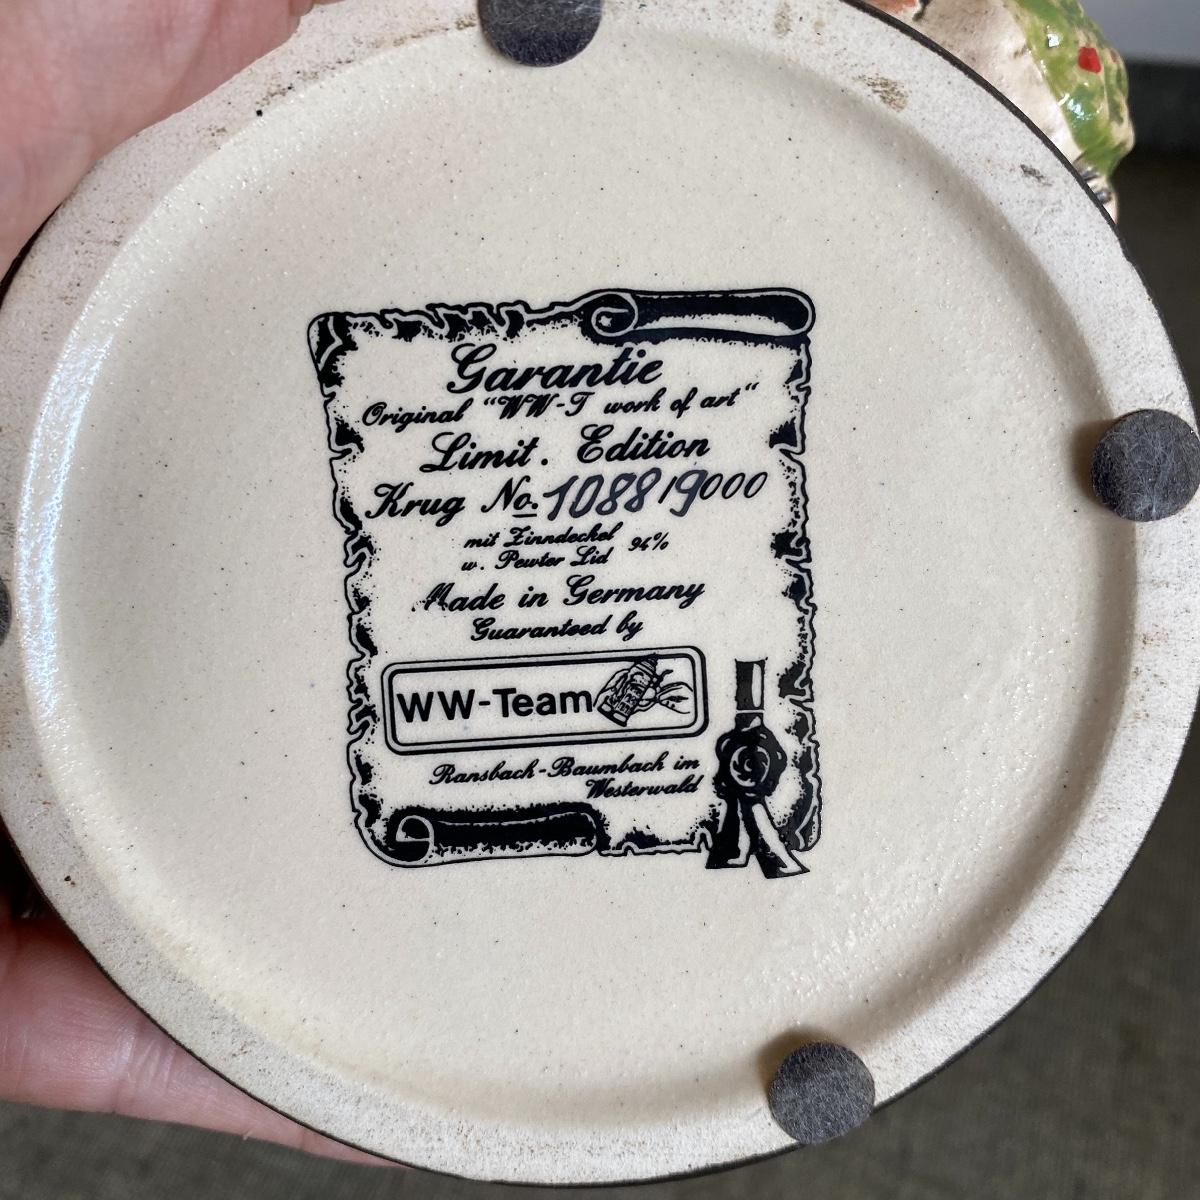 Garantie
Original "WW-T work of art"
Limit. Edition
Krug No. 1088/9000
mit Zinndeckel 94%
w. Pewter Lid
Made in Germany
Guaranteed by
WW-Team
Ransbach-Baumbach im
Westerwald